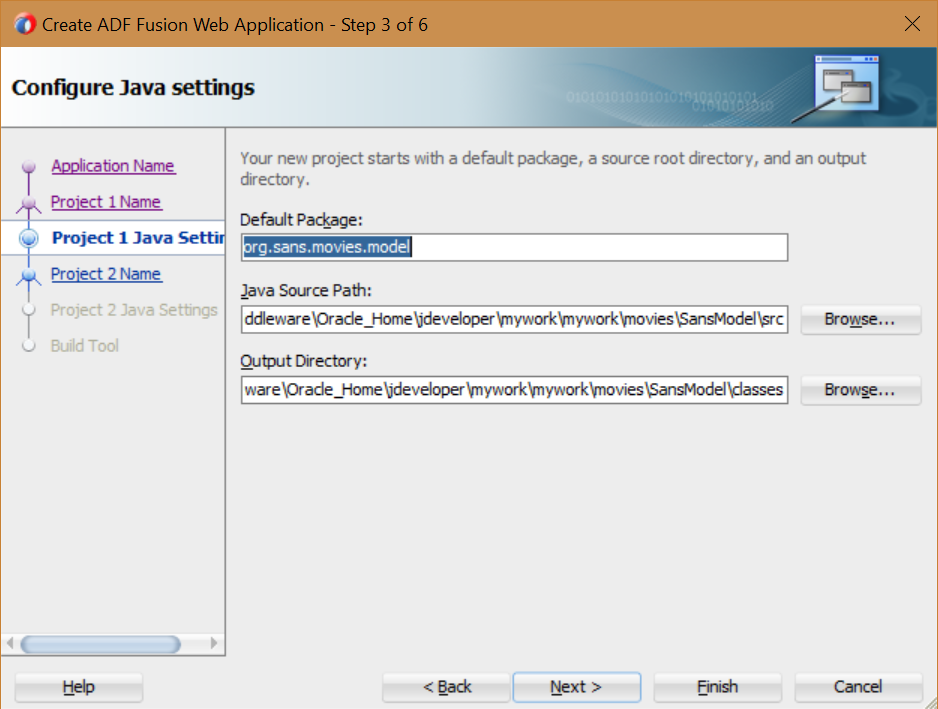 Create ADF Fusion Web Application - Step 3 of 6
Configure Java settings
01010101010101010101010101
01010101010
Application Name
Project 1 Name
Project 1 Java Settin
Project 2 Name
Project 2 Java Settings
Build Tool
Your new project starts with a default package, a source root directory, and an output
directory.
Default Package:
org.sans.movies.model
Java Source Path:
ddleware\Oracle_Home\jdeveloper\mywork\mywork\movies\SansModel\src
Browse...
Output Directory:
ware\Oracle_Home\jdeveloper\mywork\mywork\movies\SansModel\classes
Browse...
Help
< Back
Next >
Finish
Cancel